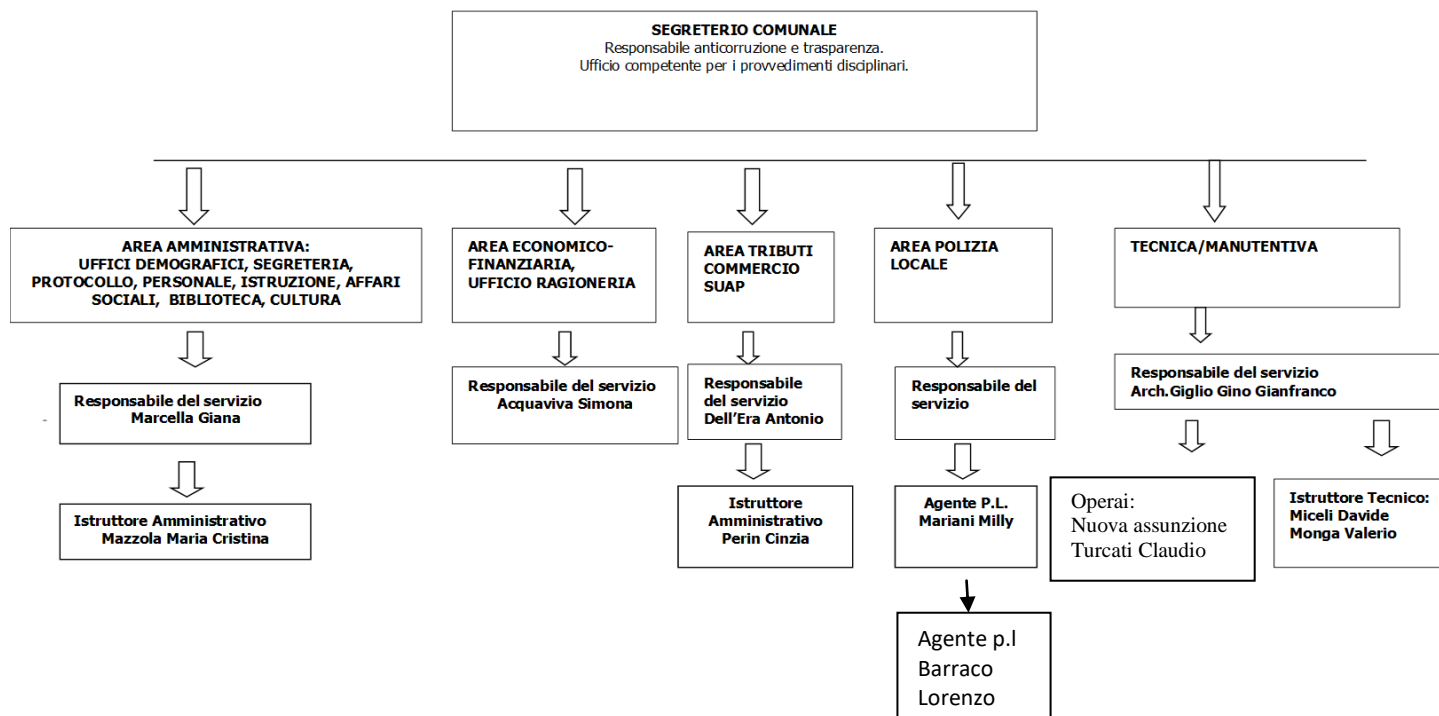 SEGRETERIO COMUNALE
Responsabile anticorruzione e trasparenza.
Ufficio competente per i provvedimenti disciplinari.
AREA AMMINISTRATIVA:
UFFICI DEMOGRAFICI, SEGRETERIA,
PROTOCOLLO, PERSONALE, ISTRUZIONE, AFFARI
SOCIALI, BIBLIOTECA, CULTURA
AREA ECONOMICO-
FINANZIARIA,
UFFICIO RAGIONERIA
AREA TRIBUTI
COMMERCIO
SUAP
AREA POLIZIA
LOCALE
TECNICA/MANUTENTIVA
Responsabile del servizio
Marcella Giana
Responsabile del servizio
Acquaviva Simona
Responsabile
del servizio
Dell'Era Antonio
Responsabile del
servizio
Responsabile del servizio
Arch.Giglio Gino Gianfranco
Istruttore Amministrativo
Mazzola Maria Cristina
Istruttore
Amministrativo
Perin Cinzia
Agente P.L.
Mariani Milly
Operai:
Nuova assunzione
Turcati Claudio
Istruttore Tecnico:
Miceli Davide
Monga Valerio
Agente p.l
Barraco
Lorenzo